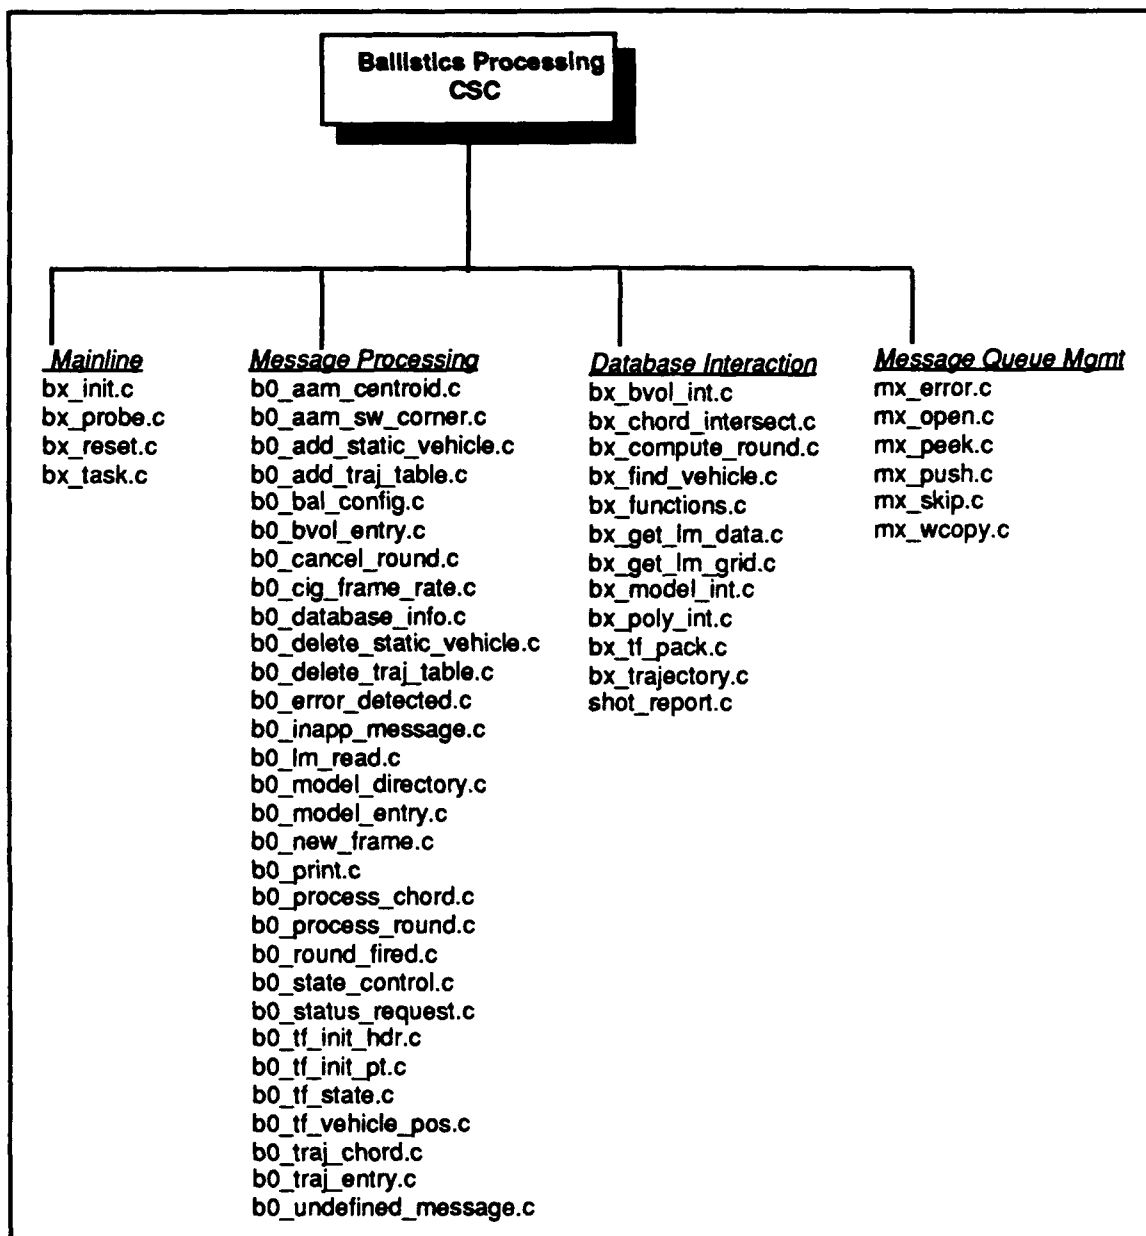 Ballistics Processing
CSC
Mainline
bx_init.c
bx_probe.c
bx_reset.c
bx_task.c
Message Processing
b0_aam_centroid.c
b0_aam_sw_corner.c
b0_add_static_vehicle.c
b0_add_traj_table.c
b0_bal_config.c
b0_bvol_entry.c
b0_cancel_round.c
b0_cig_frame_rate.c
b0_database_info.c
b0_delete_static_vehicle.c
b0_delete_traj_table.c
b0_error_detected.c
b0_inapp_message.c
b0_lm_read.c
b0_model_directory.c
b0_model_entry.c
b0_new_frame.c
b0_print.c
b0_process_chord.c
b0_process_round.c
b0_round_fired.c
b0_state_control.c
b0_status_request.c
b0_tf_init_hdr.c
b0_tf_init_pt.c
b0_tf_state.c
b0_tf_vehicle_pos.c
b0_traj_chord.c
b0_traj_entry.c
b0_undefined_message.c
Database Interaction
bx_bvol_int.c
bx_chord_intersect.c
bx_compute_round.c
bx_find_vehicle.c
bx_functions.c
bx_get_lm_data.c
bx_get_lm_grid.c
bx_model_int.c
bx_poly_int.c
bx_tf_pack.c
bx_trajectory.c
shot_report.c
Message Queue Mgmt
mx_error.c
mx_open.c
mx_peek.c
mx_push.c
mx_skip.c
mx_wcopy.c